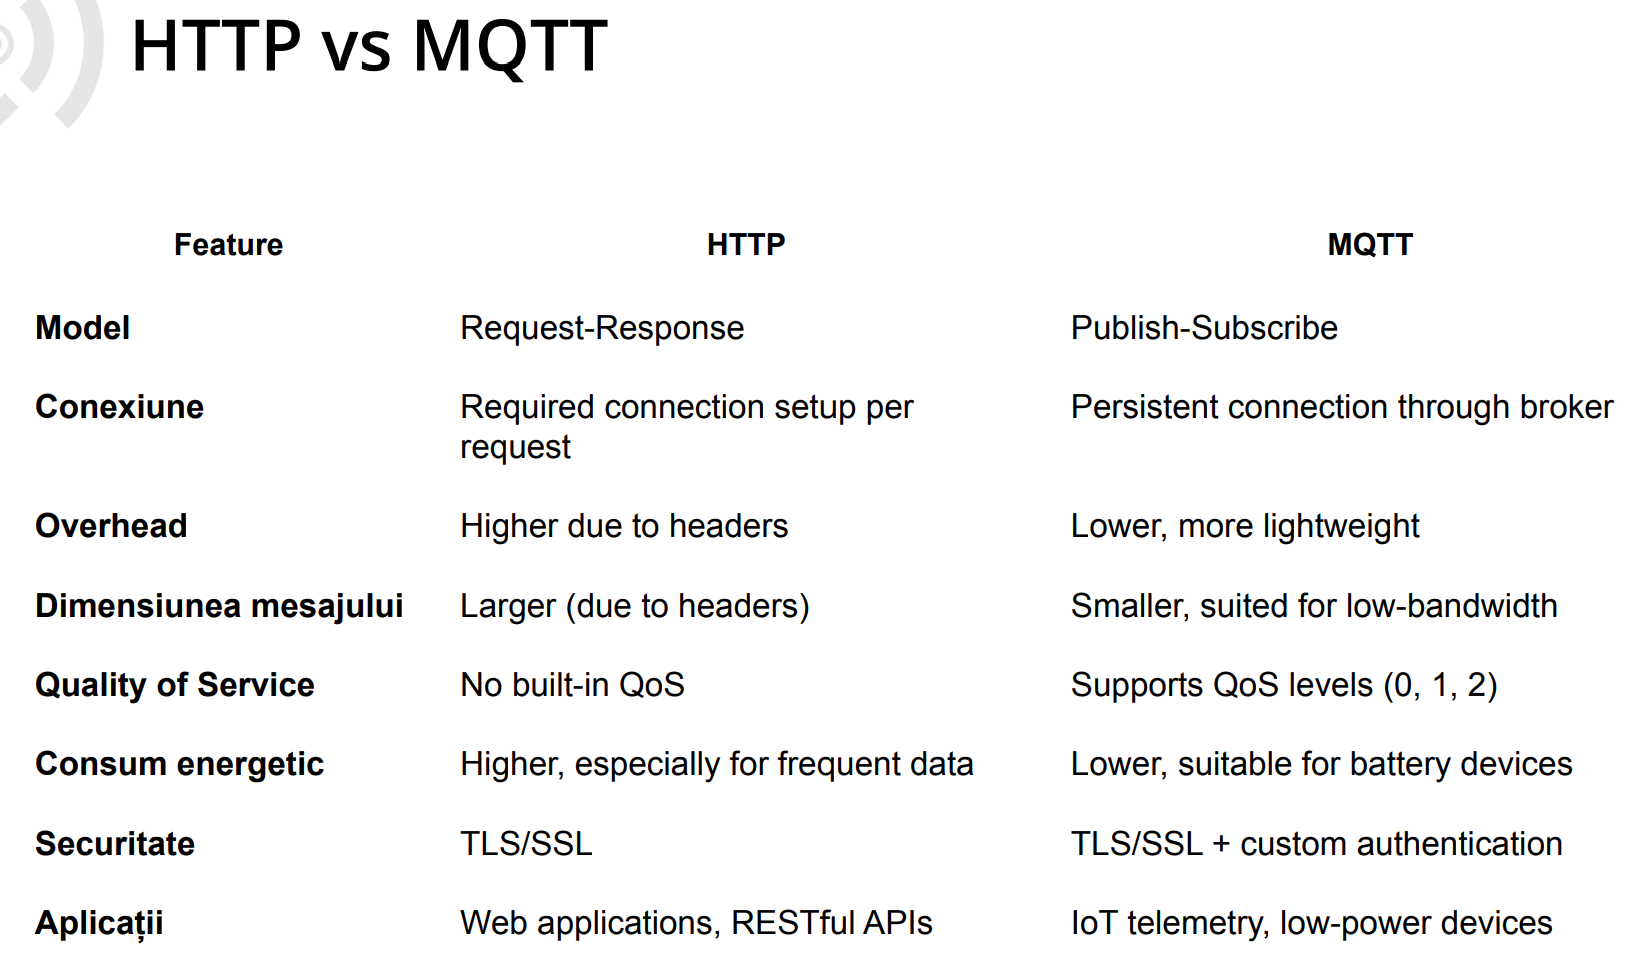 HTTP vs MQTT
Feature HTTP MQTT
Model Request-Response Publish-Subscribe
Conexiune Required connection setup per Persistent connection through broker
request
Overhead Higher due to headers Lower, more lightweight
Dimensiunea mesajului Larger (due to headers) Smaller, suited for low-bandwidth
Quality of Service No built-in QoS Supports QoS levels (0, 1, 2)
Consum energetic Higher, especially for frequent data Lower, suitable for battery devices
Securitate TLS/SSL TLS/SSL + custom authentication
Aplicații Web applications, RESTful APIs IoT telemetry, low-power devices